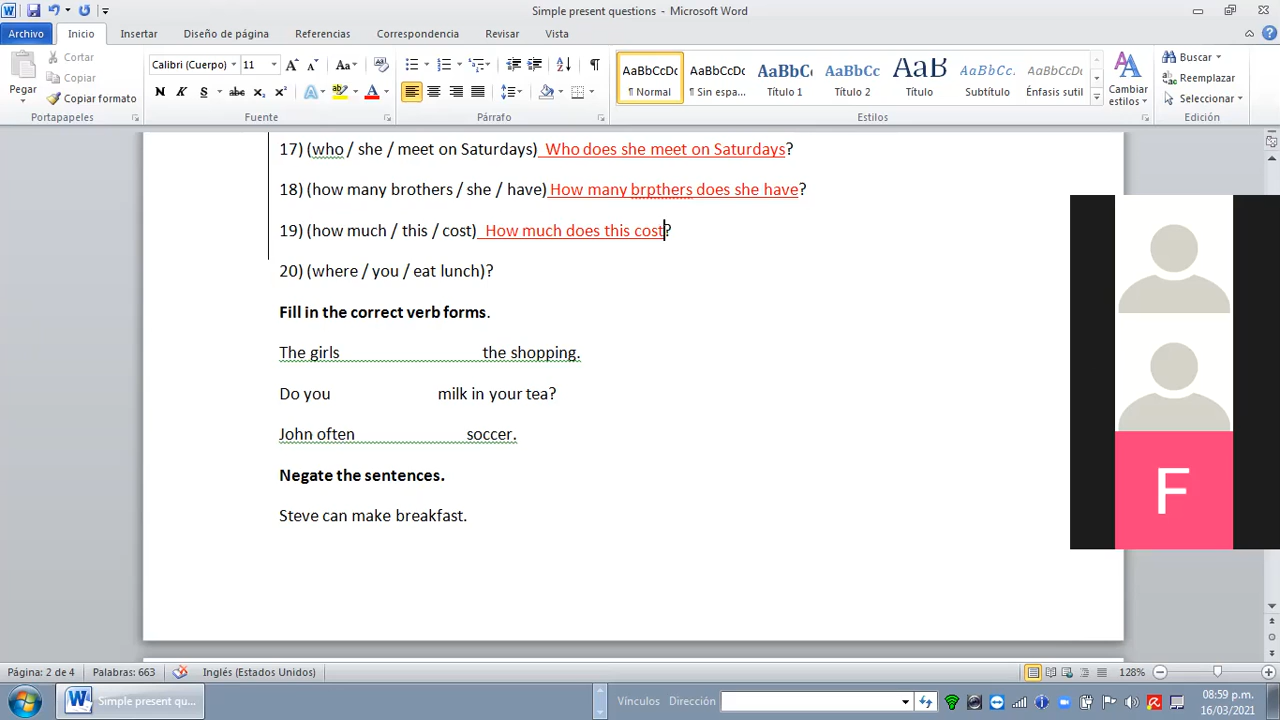 Simple present questions - Microsoft Word
Archivo Inicio Insertar Diseño de página Referencias Correspondencia Revisar Vista
Pegar
Cortar
Copiar
Copiar formato
Calibri (Cuerpo) 11
N K S abc x₂ x²
AaBbCcDc AaBbCcDc AaBbC AaBbCc AaB AaBbCc. AaBbCcDc
¶ Normal ¶ Sin espa... Título 1 Título 2 Título Subtítulo Énfasis sutil
Cambiar estilos
Buscar
Reemplazar
Seleccionar
Portapapeles Fuente Párrafo Estilos Edición
17) (who / she / meet on Saturdays) Who does she meet on Saturdays?
18) (how many brothers / she / have) How many brpthers does she have?
19) (how much / this / cost) How much does this cost?
20) (where / you / eat lunch)?
Fill in the correct verb forms.
The girls the shopping.
Do you milk in your tea?
John often soccer.
Negate the sentences.
Steve can make breakfast.
F
Página: 2 de 4 Palabras: 663 Inglés (Estados Unidos) 128%
Simple present qu... Vínculos Dirección 08:59 p.m.
16/03/2021